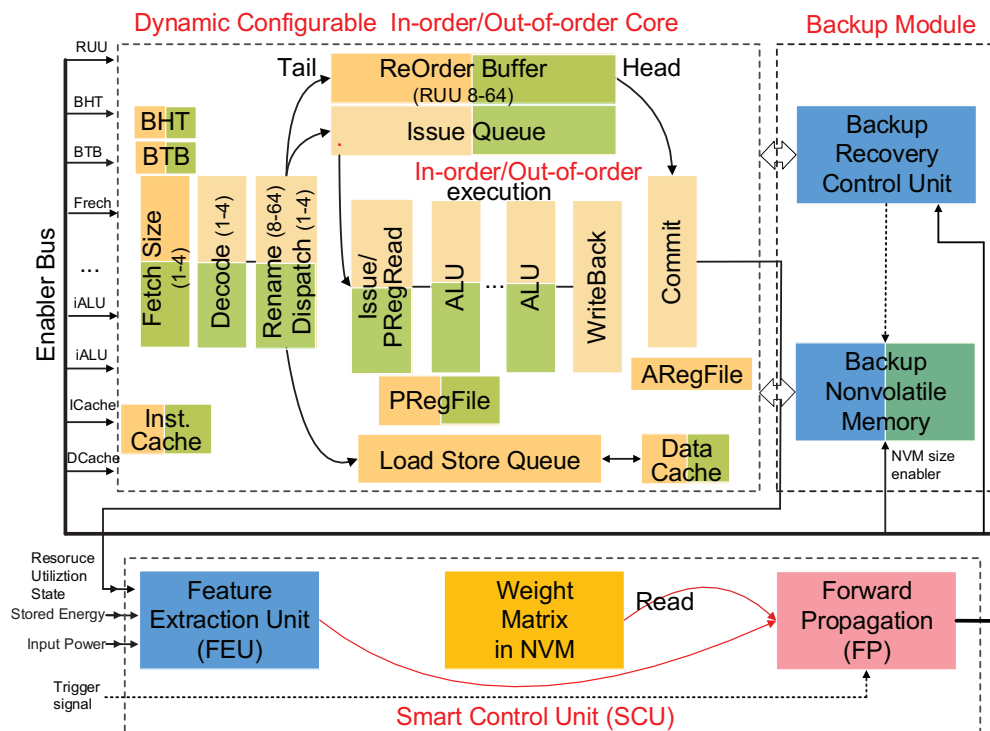 Dynamic Configurable In-order/Out-of-order Core
Backup Module
RUU
BHT
BTB
Frech
...
iALU
iALU
ICache
DCache
Enabler Bus
Tail
ReOrder Buffer
(RUU 8-64)
Head
Issue Queue
BHT
BTB
In-order/Out-of-order
execution
Fetch Size
(1-4)
Decode (1-4)
Rename (8-64)
Dispatch (1-4)
Issue/
PRegRead
ALU
...
ALU
WriteBack
Commit
PRegFile
ARegFile
Inst.
Cache
Load Store Queue
Data
Cache
Backup
Recovery
Control Unit
Backup
Nonvolatile
Memory
NVM size
enabler
Resoruce
Utiliztion
State
Stored Energy
Input Power
Trigger
signal
Feature
Extraction Unit
(FEU)
Weight
Matrix
in NVM
Read
Forward
Propagation
(FP)
Smart Control Unit (SCU)